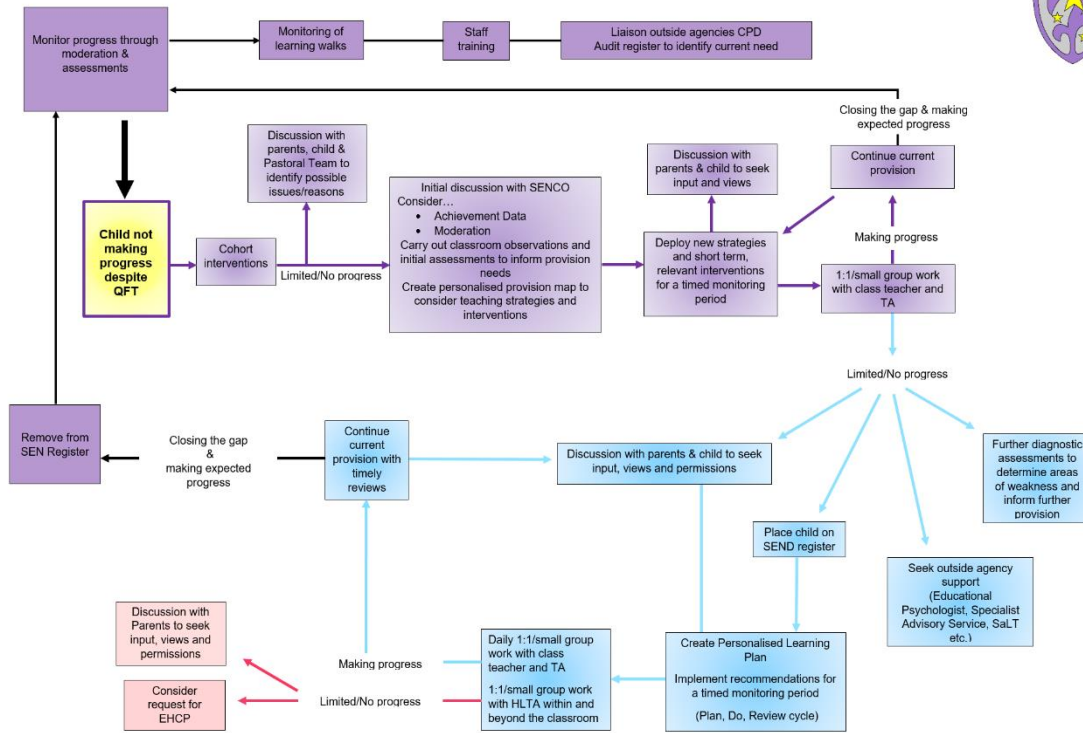 Monitor progress through
moderation &
assessments
Monitoring of
learning walks
Staff
training
Liaison outside agencies CPD
Audit register to identify current need
Closing the gap & making
expected progress
Discussion with
parents, child &
Pastoral Team to
identify possible
issues/reasons
Discussion with
parents & child to seek
input and views
Continue current
provision
Child not
making
progress
despite
QFT
Cohort
interventions
Limited/No progress
Initial discussion with SENCO
Consider…
• Achievement Data
• Moderation
Carry out classroom observations and
initial assessments to inform provision
needs
Create personalised provision map to
consider teaching strategies and
interventions
Deploy new strategies
and short term,
relevant interventions
for a timed monitoring
period
Making progress
1:1/small group work
with class teacher and
TA
Limited/No progress
Remove from
SEN Register
Closing the gap
&
making expected
progress
Continue
current
provision with
timely
reviews
Discussion with parents & child to seek
input, views and permissions
Further diagnostic
assessments to
determine areas
of weakness and
inform further
provision
Place child on
SEND register
Seek outside agency
support
(Educational
Psychologist, Specialist
Advisory Service, SaLT
etc.)
Discussion with
Parents to seek
input, views and
permissions
Making progress
Daily 1:1/small group
work with class
teacher and TA
1:1/small group work
with HLTA within and
beyond the classroom
Create Personalised Learning
Plan
Implement recommendations for
a timed monitoring period
(Plan, Do, Review cycle)
Limited/No progress
Consider
request for
EHCP